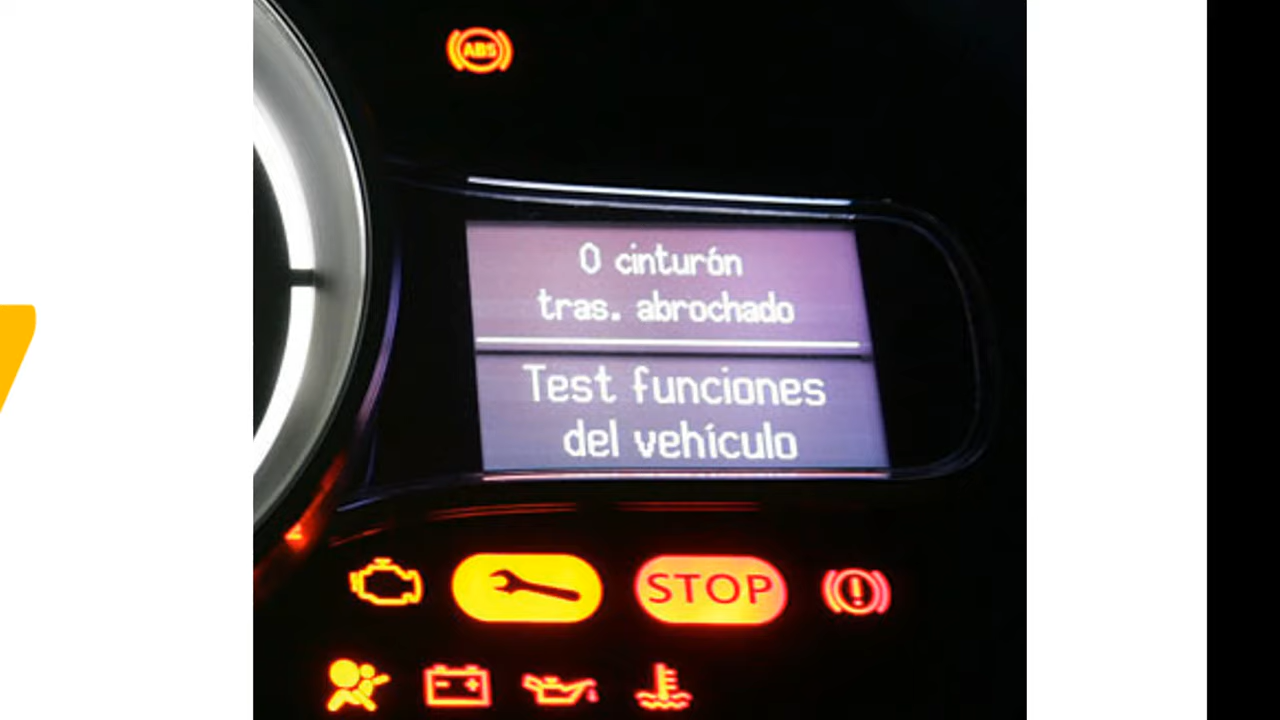 ABS
0 cinturón
tras. abrochado
Test funciones
del vehículo
STOP